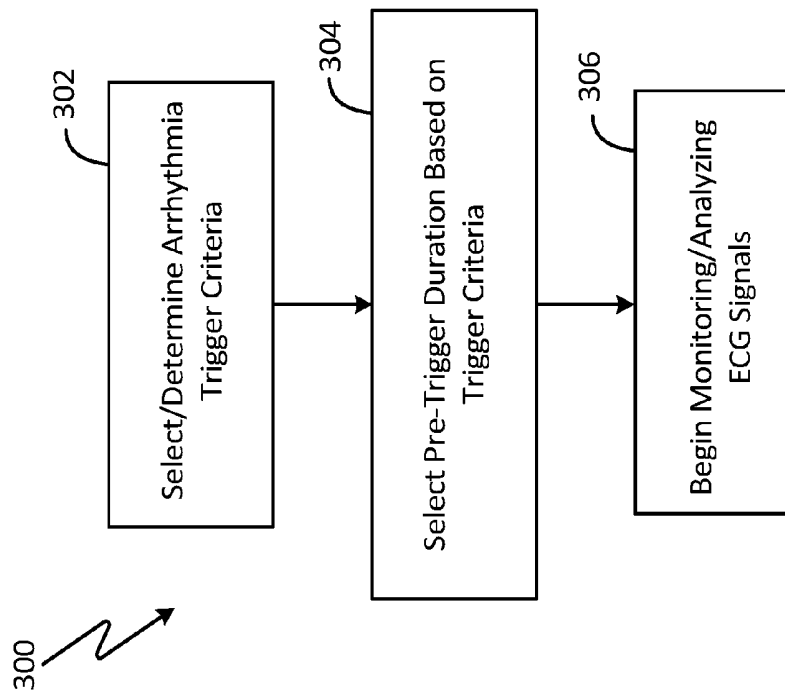 300
302
Select/Determine Arrhythmia
Trigger Criteria
304
Select Pre-Trigger Duration Based on
Trigger Criteria
306
Begin Monitoring/Analyzing
ECG Signals